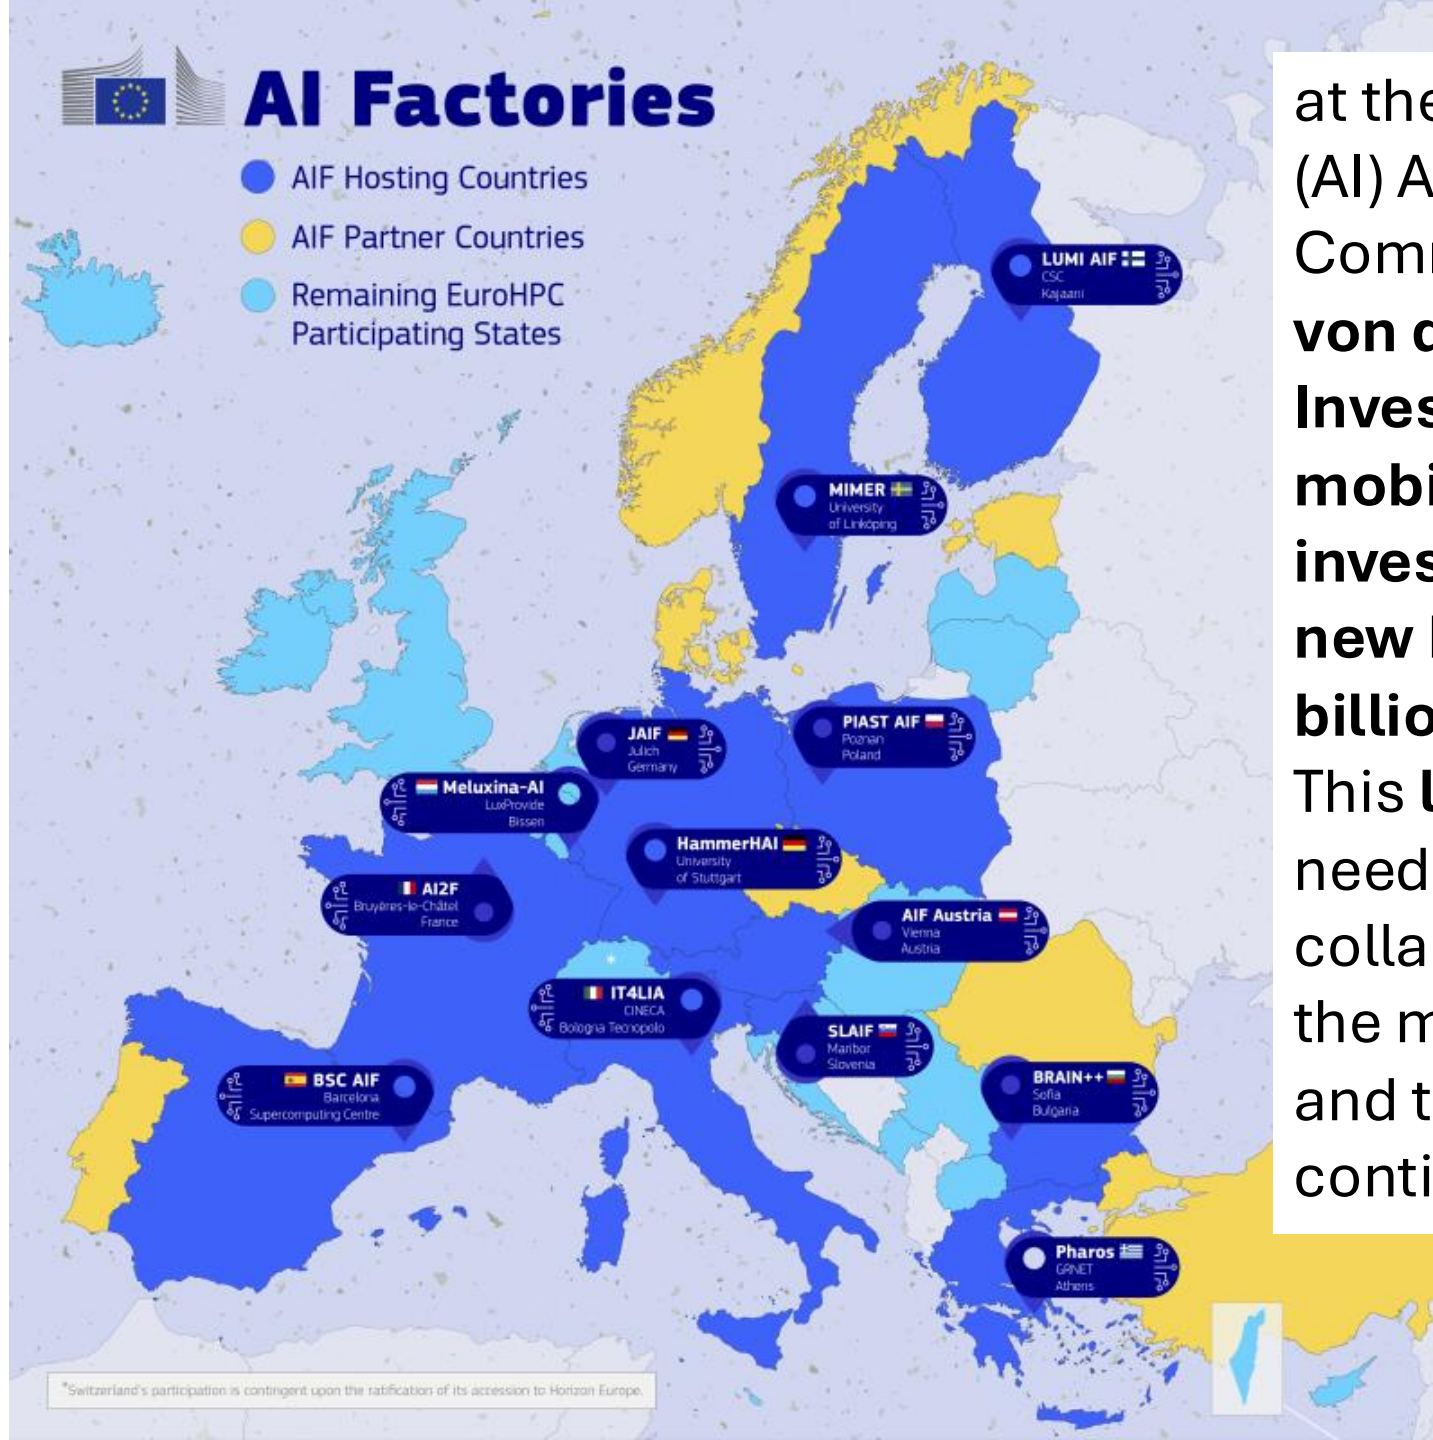 AI Factories
AIF Hosting Countries
AIF Partner Countries
Remaining EuroHPC
Participating States
LUMI AIF
CSC
Kajaani
MIMER
University
of Linköping
JAIF
Julich
Germany
PIAST AIF
Poznan
Poland
Meluxina-AI
LuxProvide
Bissen
HammerHAI
University
of Stuttgart
AI2F
Bruyères-le-Châtel
France
AIF Austria
Vienna
Austria
IT4LIA
CINECA
Bologna Tecnopolo
SLAIF
Maribor
Slovenia
BSC AIF
Barcelona
Supercomputing Centre
BRAIN++
Sofia
Bulgaria
Pharos
GRNET
Athens
*Switzerland's participation is contingent upon the ratification of its accession to Horizon Europe.
at the
(AI) A
Com
von
Inves
mobi
inves
new
billio
This
need
colla
the m
and t
conti